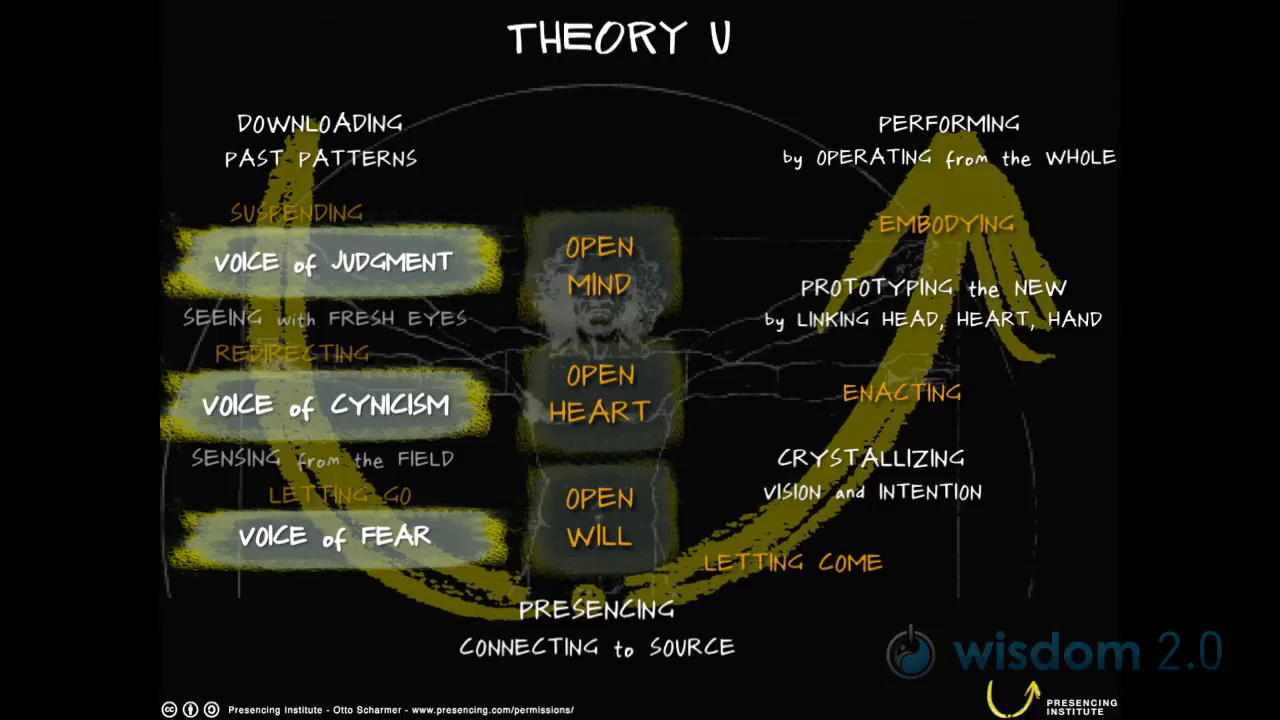 THEORY U
DOWNLOADING
PAST PATTERNS
SUSPENDING
VOICE of JUDGMENT
SEEING with FRESH EYES
REDIRECTING
VOICE of CYNICISM
SENSING from the FIELD
LETTING GO
VOICE of FEAR
OPEN
MIND
OPEN
HEART
OPEN
WILL
PRESENCING
CONNECTING to SOURCE
PERFORMING
by OPERATING from the WHOLE
EMBODYING
PROTOTYPING the NEW
by LINKING HEAD, HEART, HAND
ENACTING
CRYSTALLIZING
VISION and INTENTION
LETTING COME
wisdom 2.0
cc Presencing Institute - Otto Scharmer - www.presencing.com/permissions/
PRESENCING
INSTITUTE